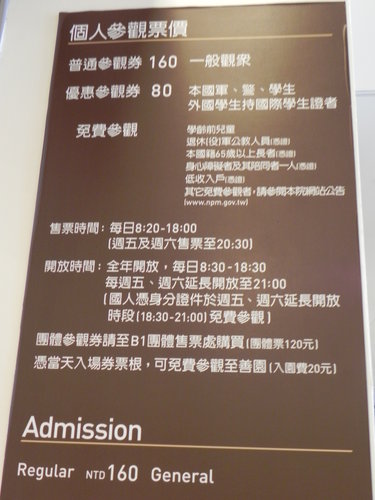 個人參觀票價
普通參觀券 160 一般觀眾
優惠參觀券 80 本國軍、警、學生
外國學生持國際學生證者
免費參觀 學齡前兒童
退休(役)軍公教人員(憑證)
本國籍65歲以上長者(憑證)
身心障礙者及其陪同者一人(憑證)
低收入戶(憑證)
其它免費參觀者,請參閱本院網站公告
(www.npm.gov.tw)
售票時間:每日8:20-18:00
(週五及週六售票至20:30)
開放時間:全年開放,每日8:30-18:30
每週五、週六延長開放至21:00
(國人憑身分證件於週五、週六延長開放
時段(18:30-21:00)免費參觀)
團體參觀券請至B1團體售票處購買(團體票120元)
憑當天入場券票根,可免費參觀至善園(入園費20元)
Admission
Regular NTD160 General